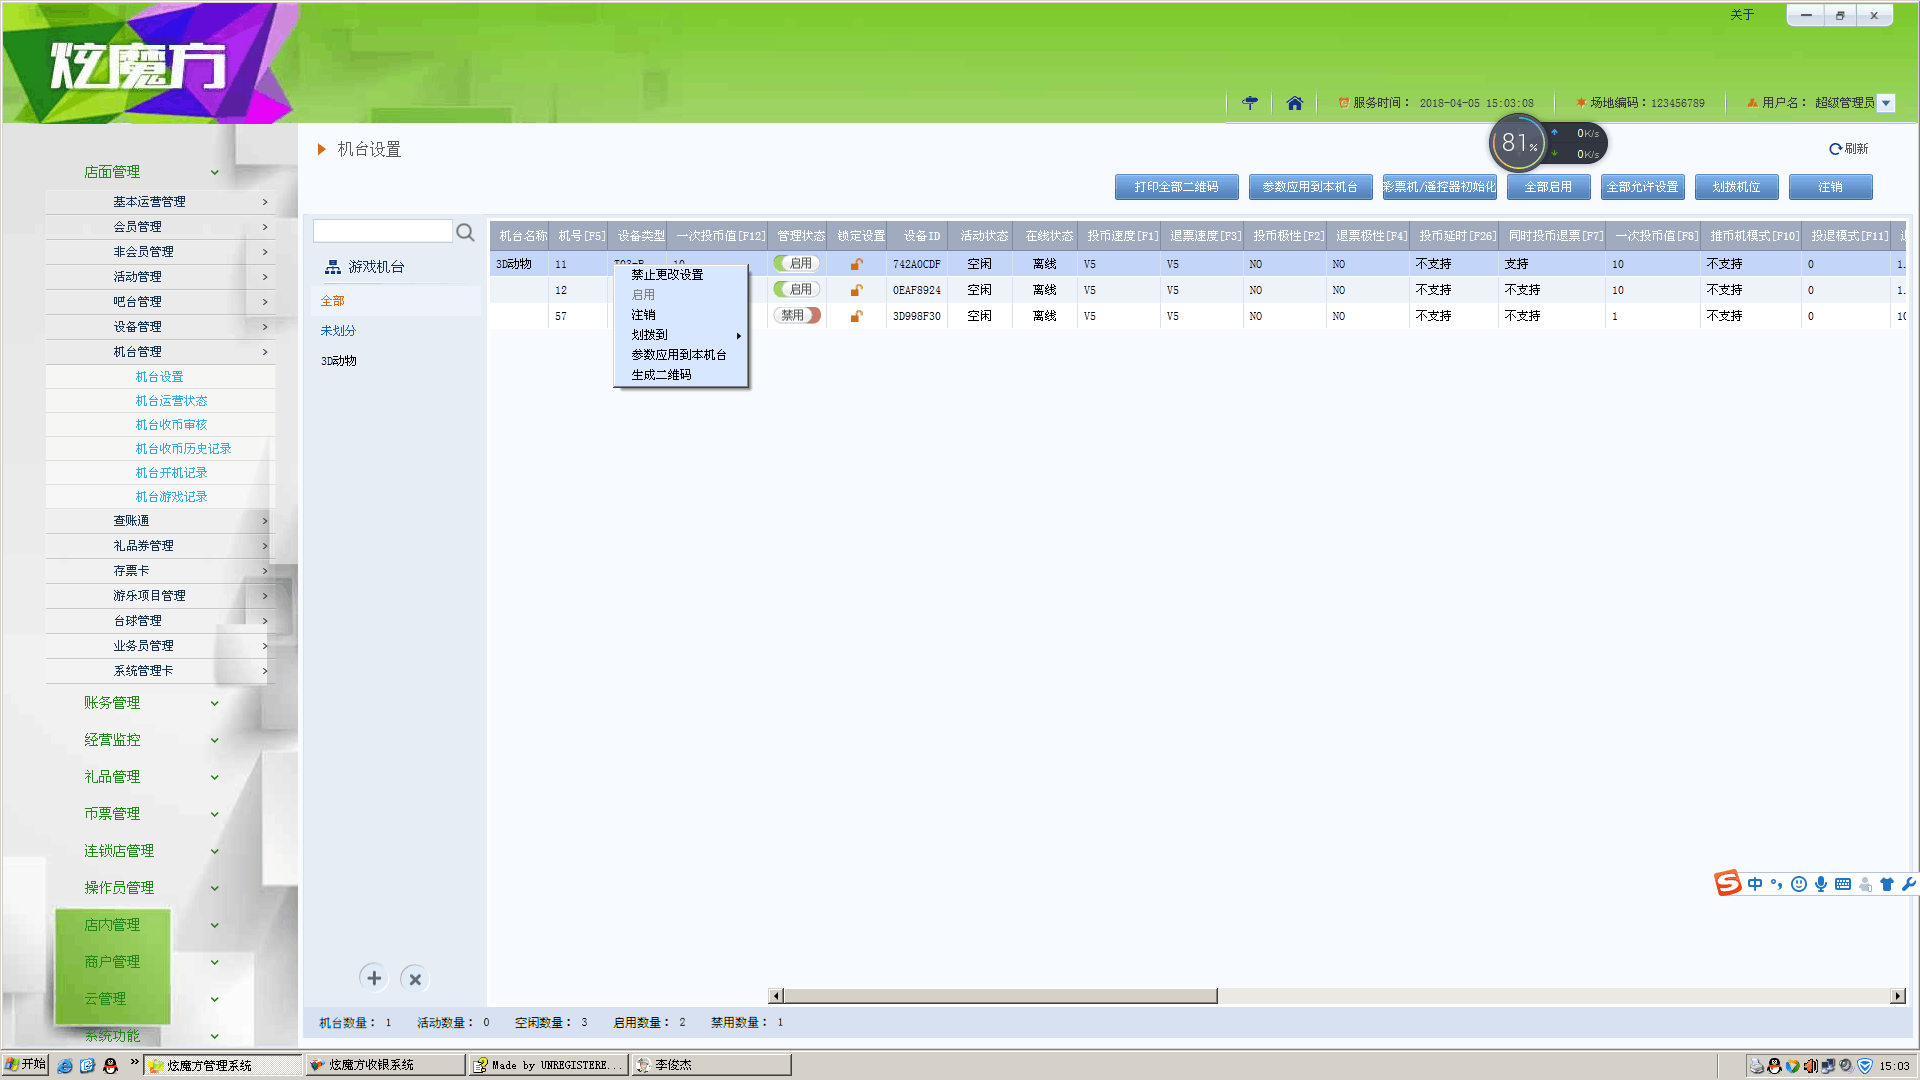 关于
炫魔方
服务时间： 2018-04-05 15:03:08
场地编码：123456789
用户名： 超级管理员
81%
0K/s
0K/s
机台设置
刷新
打印全部二维码
参数应用到本机台
彩票机/遥控器初始化
全部启用
全部允许设置
划拨机位
注销
店面管理
基本运营管理
会员管理
非会员管理
活动管理
吧台管理
设备管理
机台管理
机台设置
机台运营状态
机台收币审核
机台收币历史记录
机台开机记录
机台游戏记录
查账通
礼品券管理
存票卡
游乐项目管理
台球管理
业务员管理
系统管理卡
账务管理
经营监控
礼品管理
币票管理
连锁店管理
操作员管理
店内管理
商户管理
云管理
系统功能
游戏机台
全部
未划分
3D动物
机台名称 机号[F5] 设备类型 一次投币值[F12] 管理状态 锁定设置 设备ID 活动状态 在线状态 投币速度[F1] 退票速度[F3] 投币极性[F2] 退票极性[F4] 投币延时[F26] 同时投币退票[F7] 一次投币值[F8] 推币机模式[F10] 投退模式[F11]
3D动物 11 启用 742A0CDF 空闲 离线 V5 V5 NO NO 不支持 支持 10 不支持 0 1.
12 启用 0EAF8924 空闲 离线 V5 V5 NO NO 不支持 不支持 10 不支持 0 1.
57 禁用 3D998F30 空闲 离线 V5 V5 NO NO 不支持 不支持 1 不支持 0 10
禁止更改设置
启用
注销
划拨到
参数应用到本机台
生成二维码
中
机台数量： 1 活动数量： 0 空闲数量： 3 启用数量： 2 禁用数量： 1
开始
炫魔方管理系统
炫魔方收银系统
Made by UNREGISTERE...
李俊杰
15:03